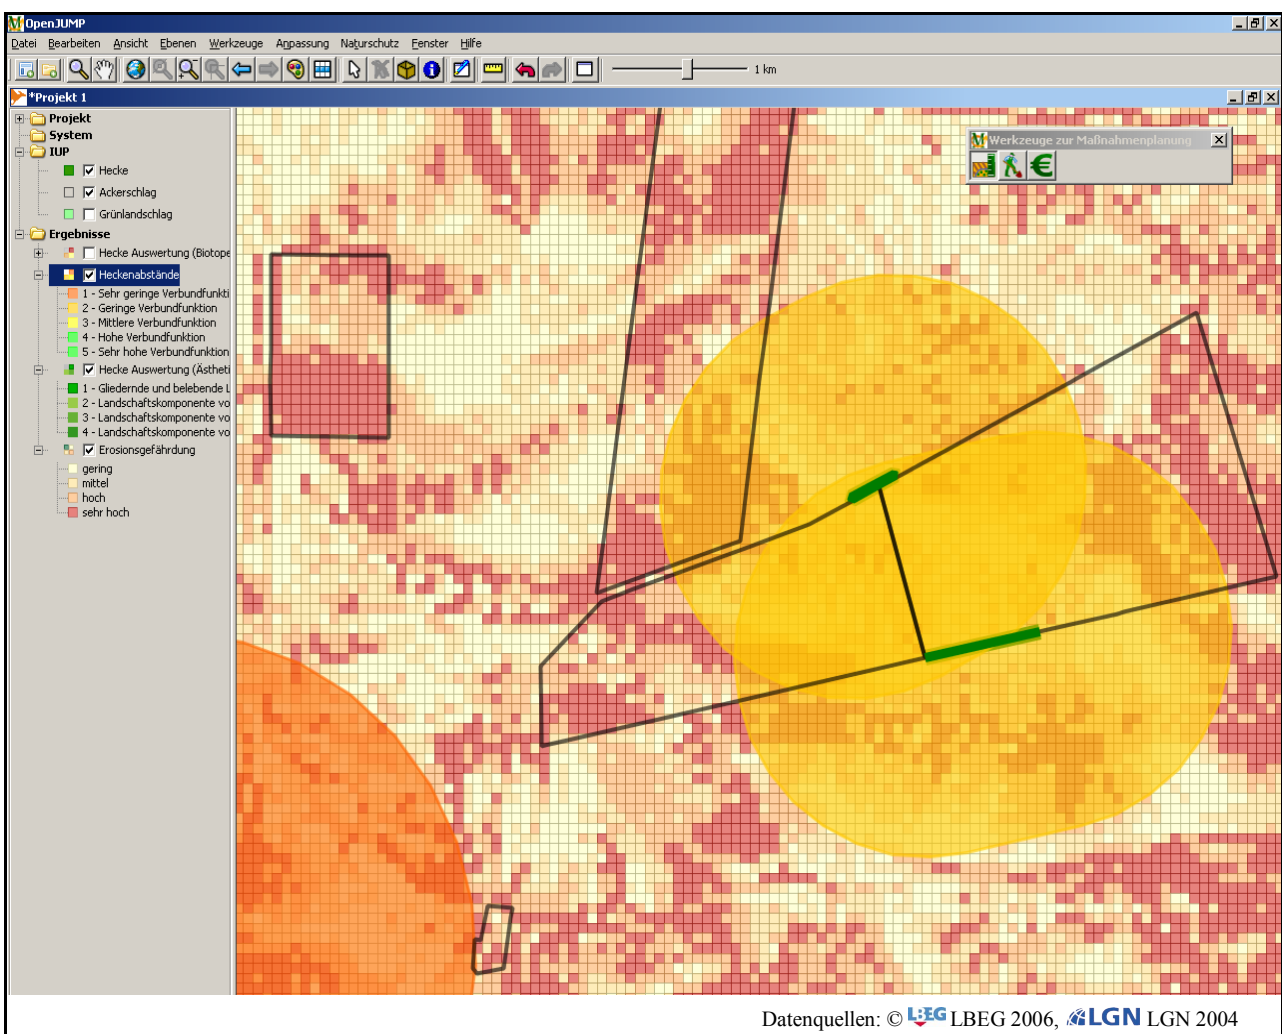 OpenJUMP
Datei Bearbeiten Ansicht Ebenen Werkzeuge Anpassung Naturschutz Fenster Hilfe
1 km
*Projekt 1
Projekt
System
IUP
Hecke
Ackerschlag
Grünlandschlag
Ergebnisse
Hecke Auswertung (Biotope
Heckenabstände
1 - Sehr geringe Verbundfunkti
2 - Geringe Verbundfunktion
3 - Mittlere Verbundfunktion
4 - Hohe Verbundfunktion
5 - Sehr hohe Verbundfunktion
Hecke Auswertung (Ästheti
1 - Gliedernde und belebende L
2 - Landschaftskomponente vo
3 - Landschaftskomponente vo
4 - Landschaftskomponente vo
Erosionsgefährdung
gering
mittel
hoch
sehr hoch
Werkzeuge zur Maßnahmenplanung
€
Datenquellen: © LBEG LBEG 2006, LGN LGN 2004